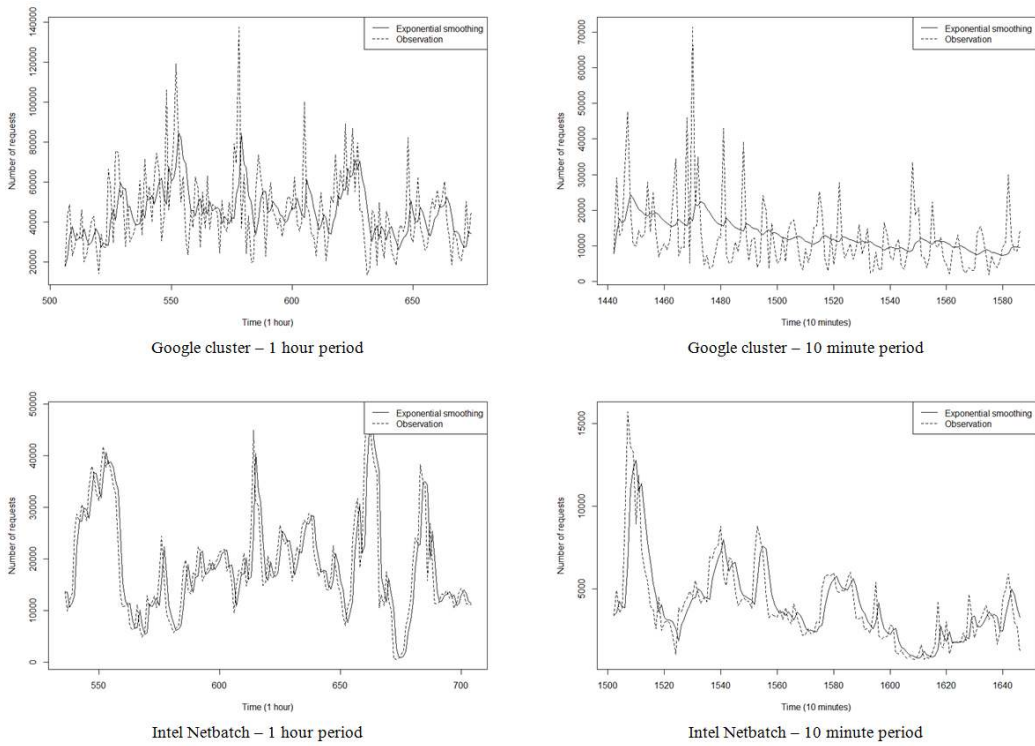 Exponential smoothing
Observation
Number of requests
20000 40000 60000 80000 100000 120000 140000
500 550 600 650
Time (1 hour)
Google cluster – 1 hour period
Exponential smoothing
Observation
Number of requests
0 10000 20000 30000 40000 50000 60000 70000
1440 1460 1480 1500 1520 1540 1560 1580
Time (10 minutes)
Google cluster – 10 minute period
Exponential smoothing
Observation
Number of requests
0 10000 20000 30000 40000 50000
550 600 650 700
Time (1 hour)
Intel Netbatch – 1 hour period
Exponential smoothing
Observation
Number of requests
5000 10000 15000
1500 1520 1540 1560 1580 1600 1620 1640
Time (10 minutes)
Intel Netbatch – 10 minute period